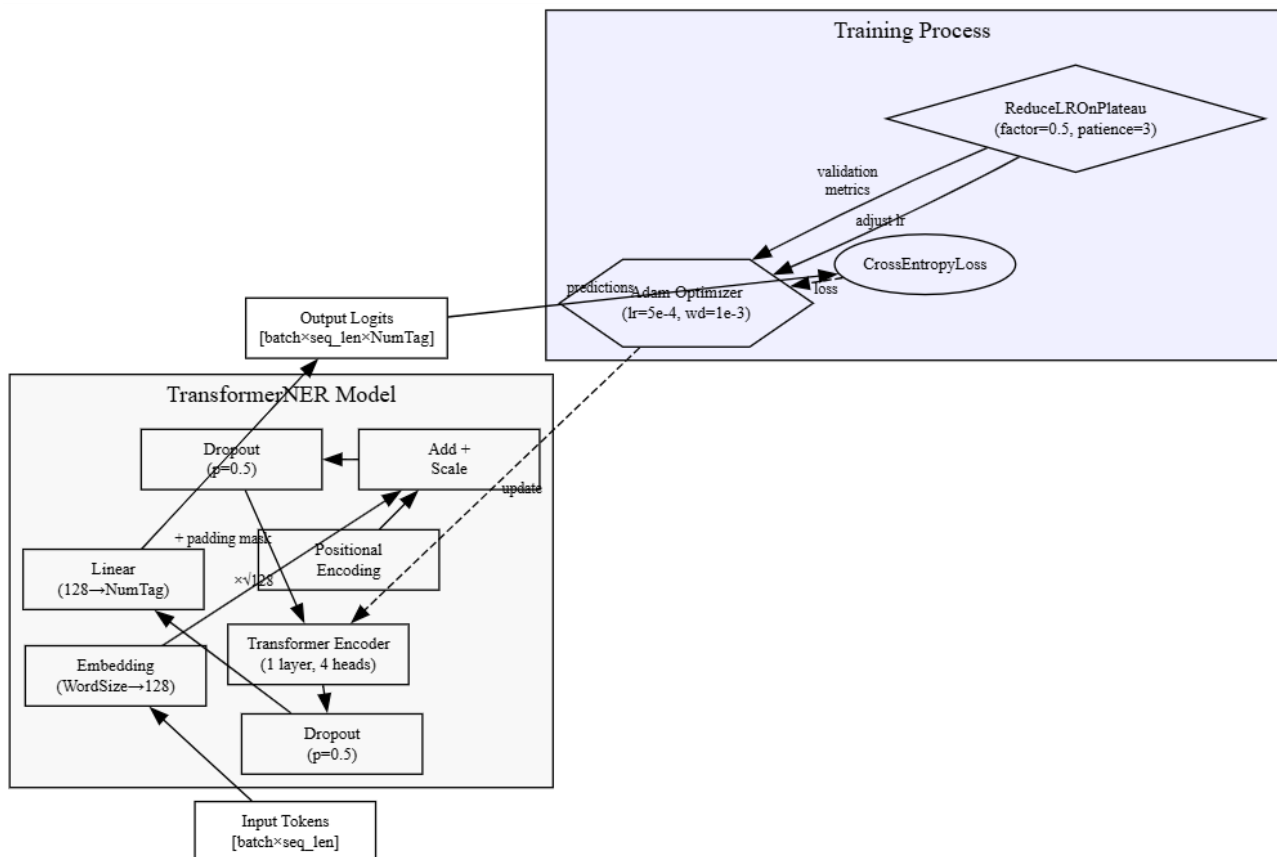 Training Process
ReduceLROnPlateau
(factor=0.5, patience=3)
validation
metrics
adjust lr
CrossEntropyLoss
predictions
Adam Optimizer
(lr=5e-4, wd=1e-3)
loss
Output Logits
[batch×seq_len×NumTag]
TransformerNER Model
Dropout
(p=0.5)
Add +
Scale
update
+ padding mask
Positional
Encoding
Linear
(128→NumTag)
×√128
Transformer Encoder
(1 layer, 4 heads)
Embedding
(WordSize→128)
Dropout
(p=0.5)
Input Tokens
[batch×seq_len]